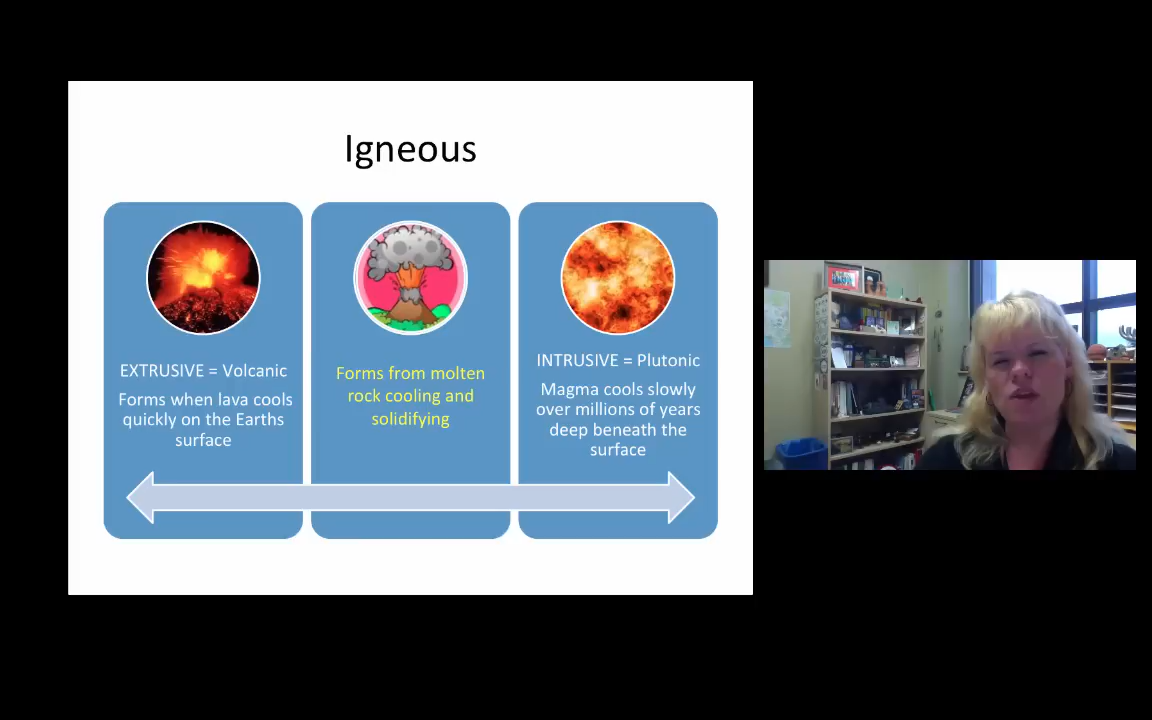 Igneous
EXTRUSIVE = Volcanic
Forms when lava cools
quickly on the Earths
surface
Forms from molten
rock cooling and
solidifying
INTRUSIVE = Plutonic
Magma cools slowly
over millions of years
deep beneath the
surface